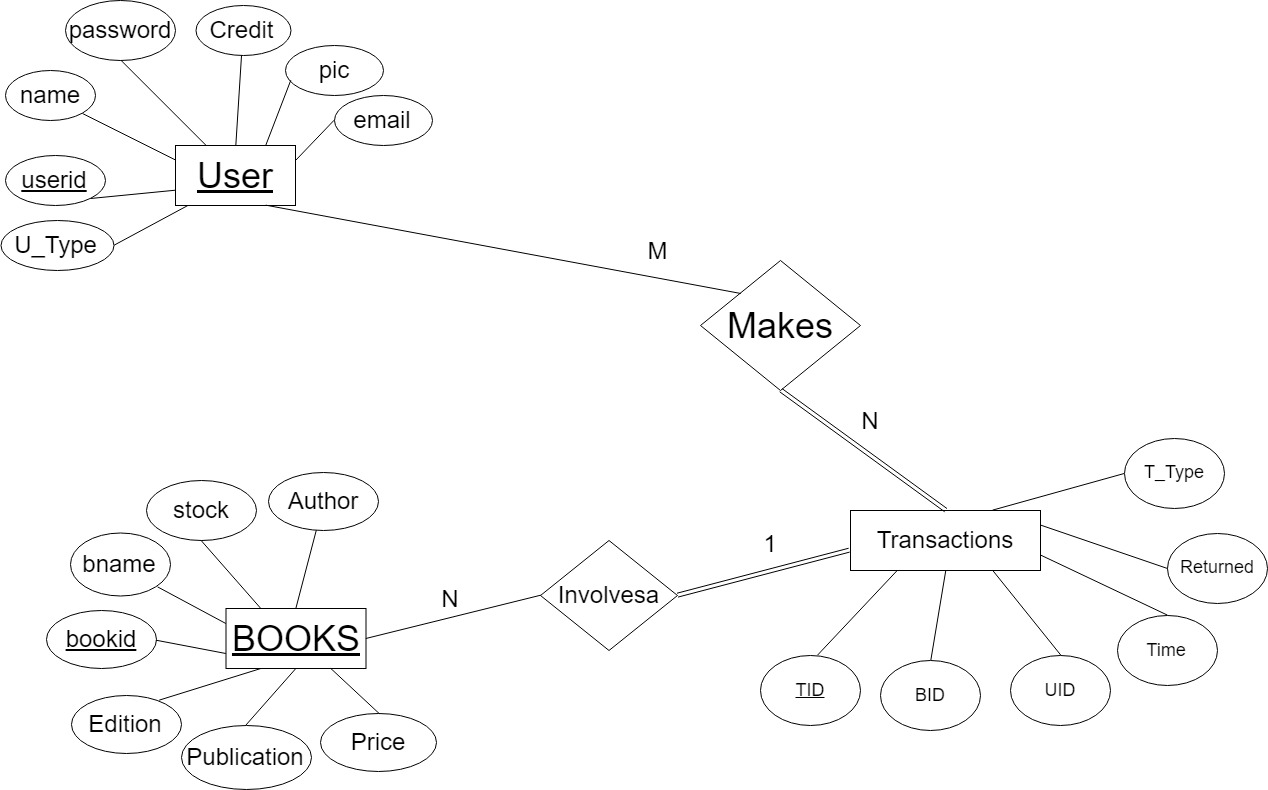 password
Credit
pic
name
email
User
userid
U_Type
M
Makes
N
T_Type
Author
stock
Transactions
1
bname
Returned
Involvesa
N
BOOKS
bookid
Time
TID
BID
UID
Edition
Publication
Price